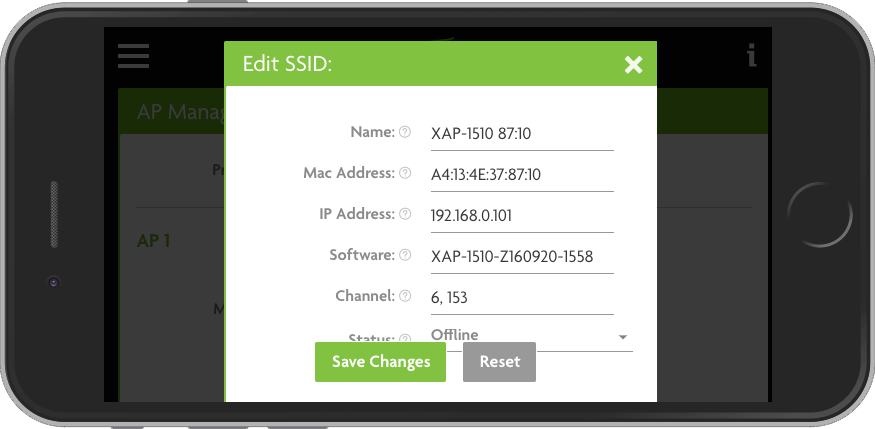 Edit SSID:
AP Manag
Name:
XAP-1510 87:10
Mac Address:
A4:13:4E:37:87:10
Pr
IP Address:
192.168.0.101
AP 1
Software:
XAP-1510-Z160920-1558
Channel:
6, 153
M
Status:
Offline
Save Changes
Reset